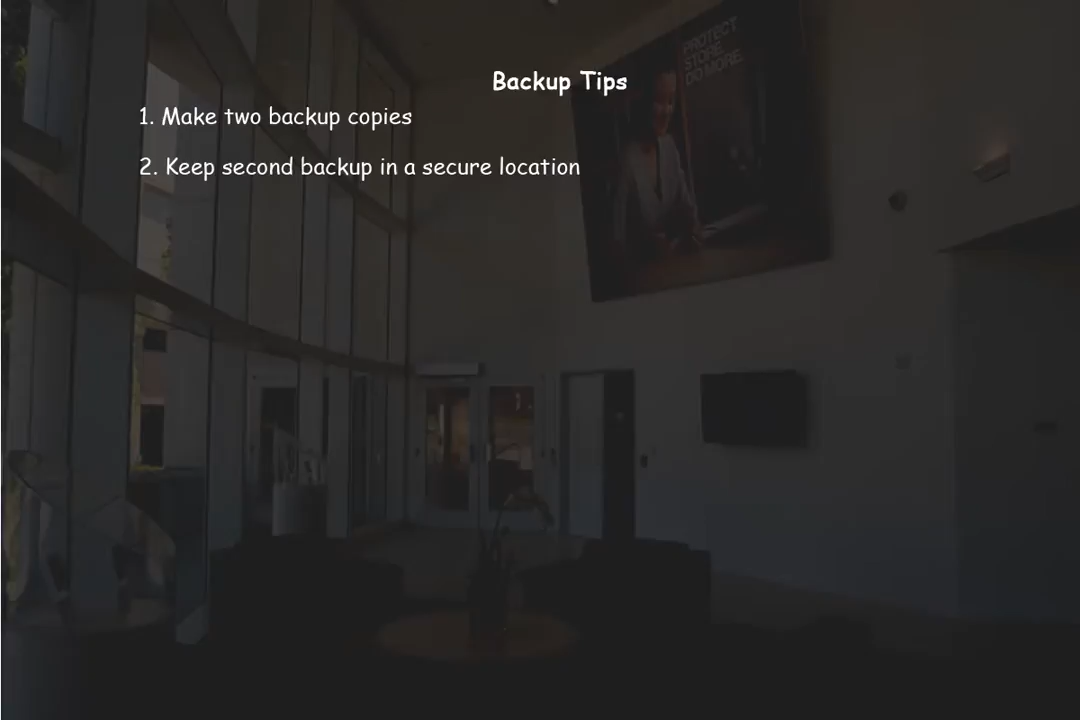 PROTECT
STORE
DO MORE.
Backup Tips
1. Make two backup copies
2. Keep second backup in a secure location